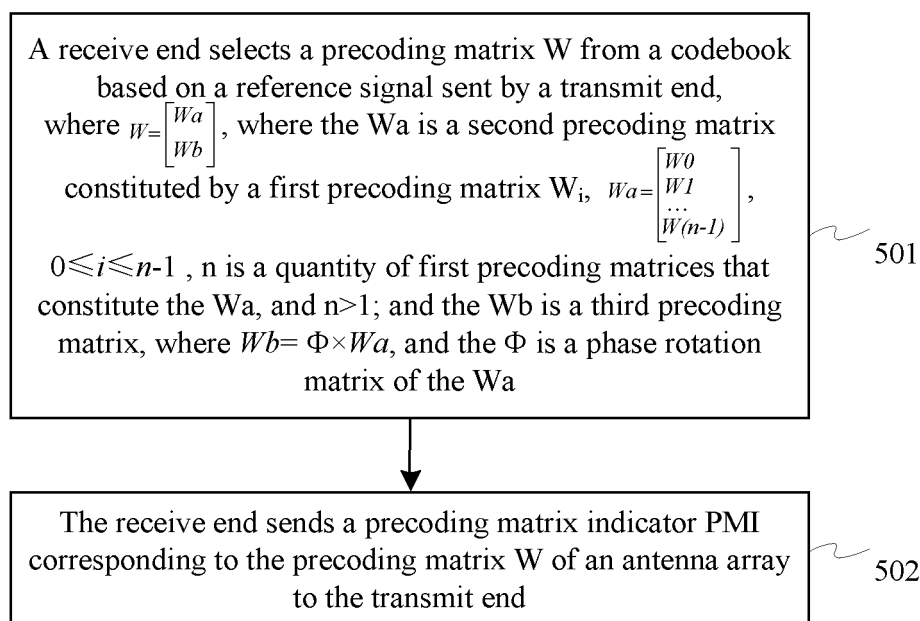 A receive end selects a precoding matrix W from a codebook
based on a reference signal sent by a transmit end,
where W=[Wa Wb], where the Wa is a second precoding matrix
constituted by a first precoding matrix Wᵢ, Wa=[W0 W1 … W(n-1)],
0≤i≤n-1 , n is a quantity of first precoding matrices that
constitute the Wa, and n>1; and the Wb is a third precoding
matrix, where Wb= Φ×Wa, and the Φ is a phase rotation
matrix of the Wa
501
The receive end sends a precoding matrix indicator PMI
corresponding to the precoding matrix W of an antenna array
to the transmit end
502